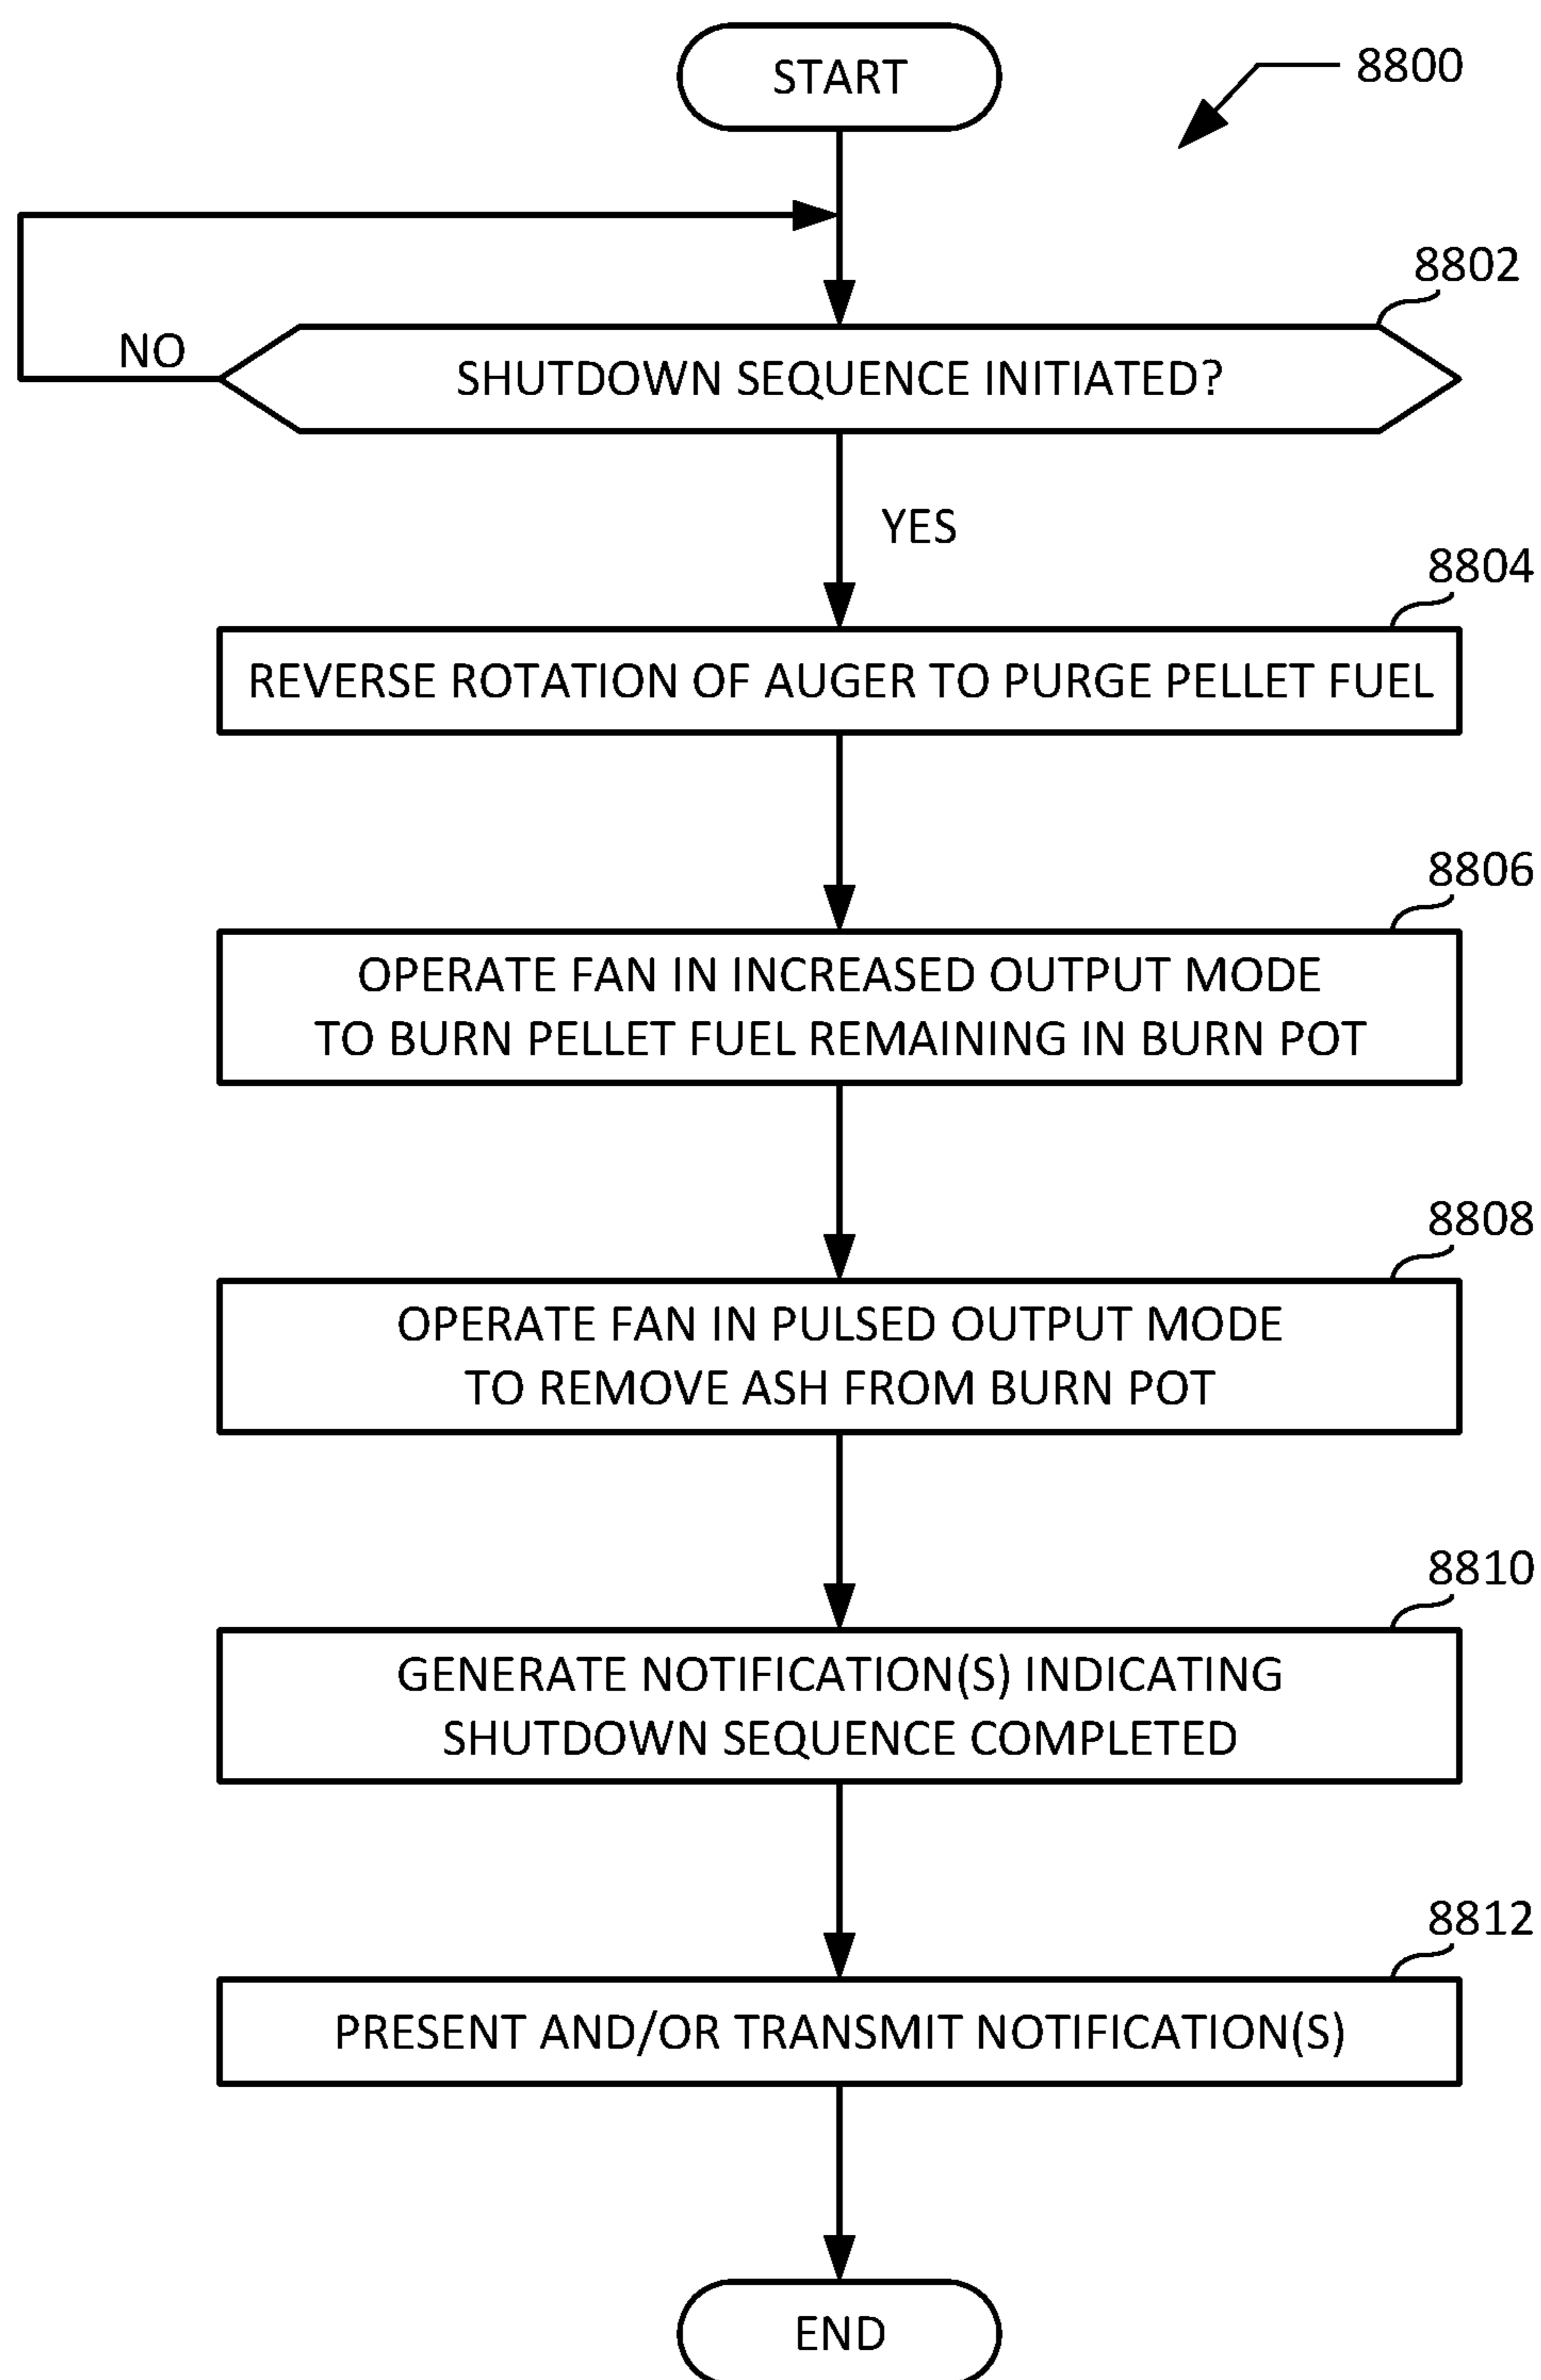 START
8800
8802
NO
SHUTDOWN SEQUENCE INITIATED?
YES
8804
REVERSE ROTATION OF AUGER TO PURGE PELLET FUEL
8806
OPERATE FAN IN INCREASED OUTPUT MODE
TO BURN PELLET FUEL REMAINING IN BURN POT
8808
OPERATE FAN IN PULSED OUTPUT MODE
TO REMOVE ASH FROM BURN POT
8810
GENERATE NOTIFICATION(S) INDICATING
SHUTDOWN SEQUENCE COMPLETED
8812
PRESENT AND/OR TRANSMIT NOTIFICATION(S)
END